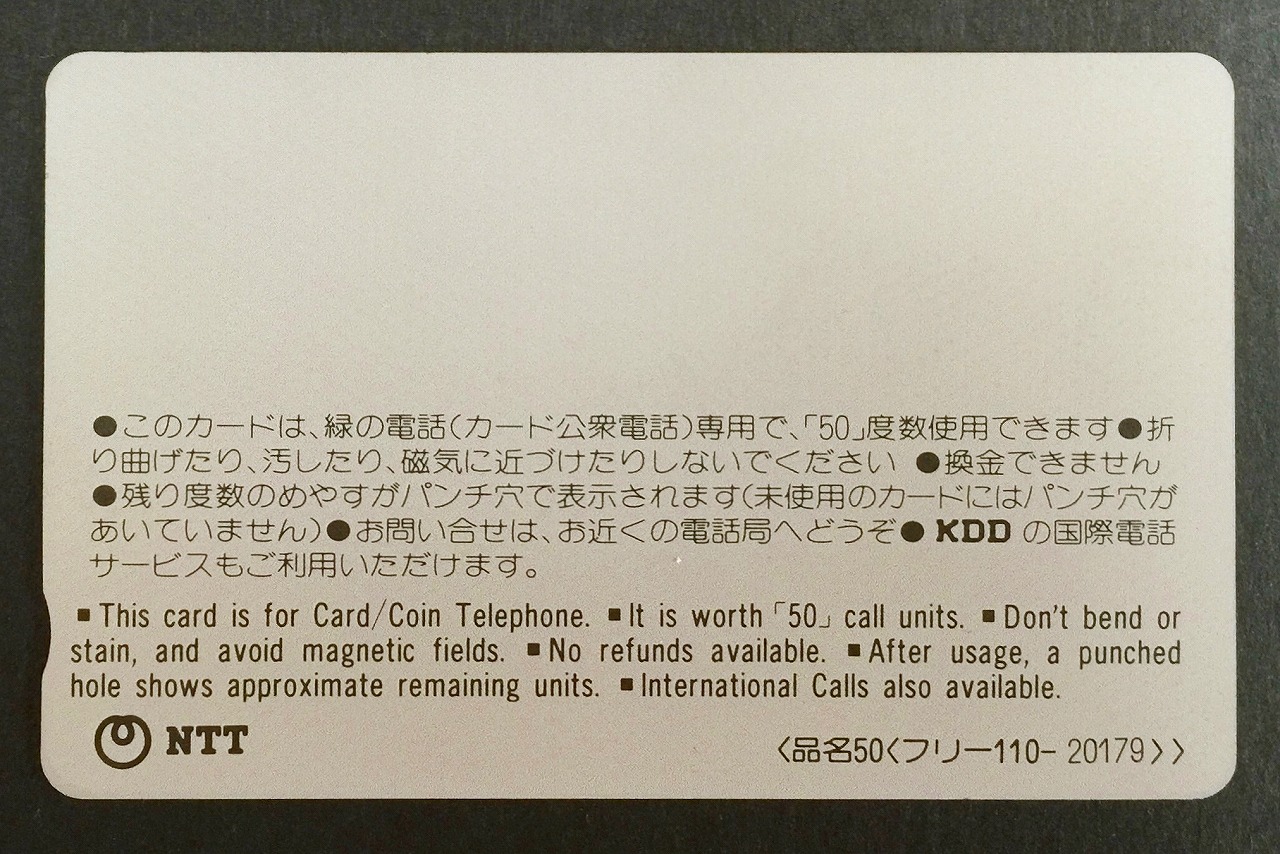 ●このカードは、緑の電話(カード公衆電話)専用で、「50」度数使用できます●折
り曲げたり、汚したり、磁気に近づけたりしないでください ●換金できません
●残り度数のめやすがパンチ穴で表示されます(未使用のカードにはパンチ穴が
あいていません)●お問い合せは、お近くの電話局へどうぞ● KDD の国際電話
サービスもご利用いただけます。
■This card is for Card/Coin Telephone. ■It is worth「50」call units. ■Don't bend or
stain, and avoid magnetic fields. ■No refunds available. ■After usage, a punched
hole shows approximate remaining units. ■International Calls also available.
NTT
〈品名50〈フリー110- 20179〉〉